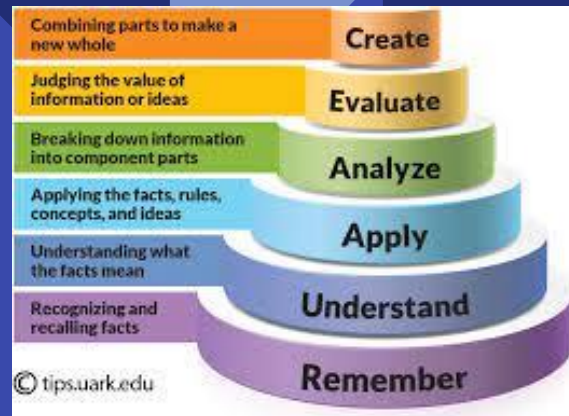 Combining parts to make a
new whole
Create
Judging the value of
information or ideas
Evaluate
Breaking down information
into component parts
Analyze
Applying the facts, rules,
concepts, and ideas
Apply
Understanding what
the facts mean
Understand
Recognizing and
recalling facts
Remember
© tips.uark.edu